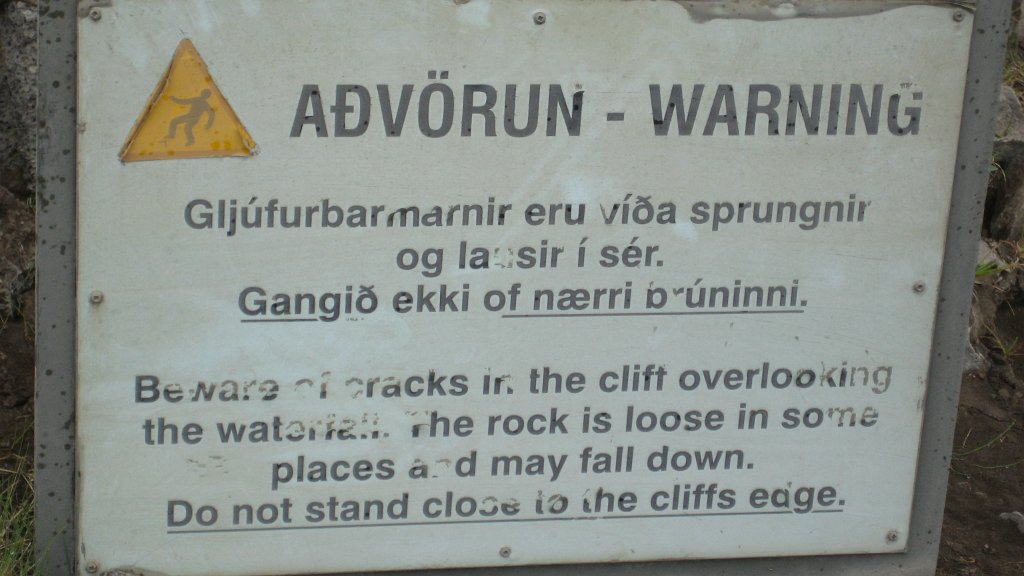 AÐVÖRUN - WARNING
Gljúfurbarmarnir eru víða sprungnir
og lausir í sér.
Gangið ekki of nærri brúninni.
Beware of cracks in the cliff overlooking
the waterfall. The rock is loose in some
places and may fall down.
Do not stand close to the cliffs edge.